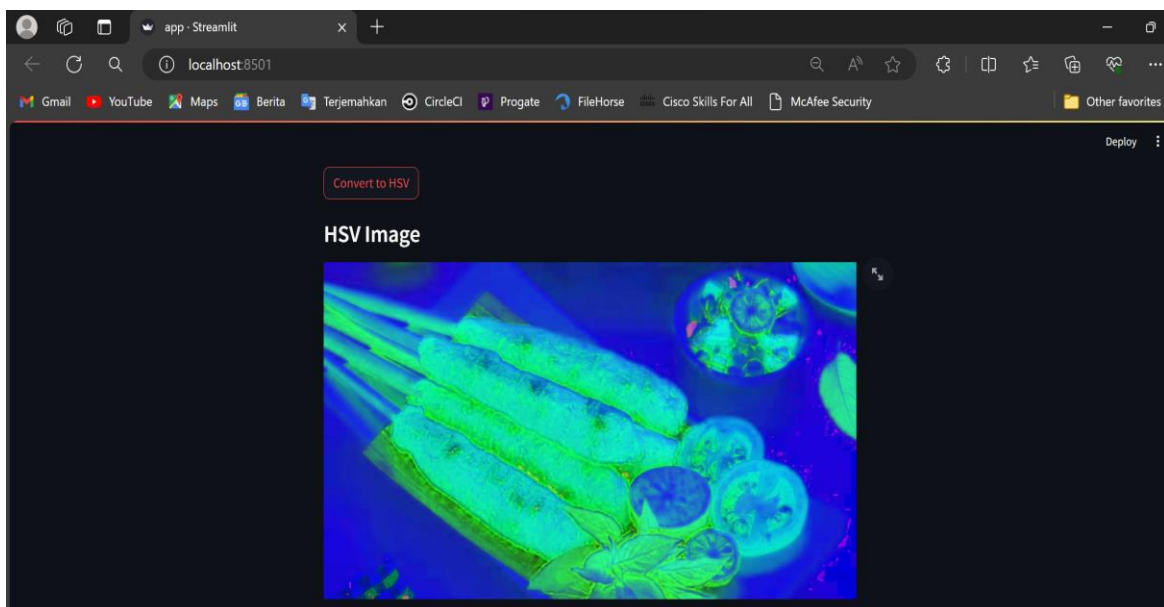 app · Streamlit
localhost:8501
Gmail YouTube Maps GB Berita Terjemahkan CircleCI Progate FileHorse Cisco Skills For All McAfee Security Other favorites
Deploy
Convert to HSV
HSV Image